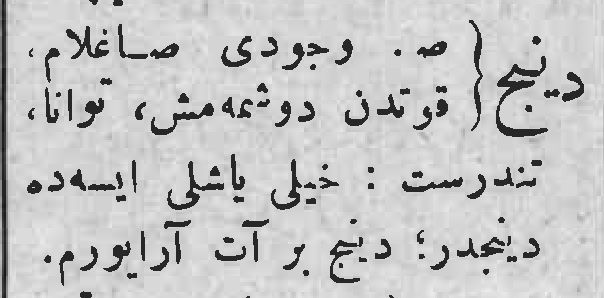 دینج { ص. وجودی صاغلام،
قوتدن دوشمه‌مش، توانا،
تندرست : خیلی یاشلی ایسه‌ده
دینجدر؛ دینج بر آت آرایورم.